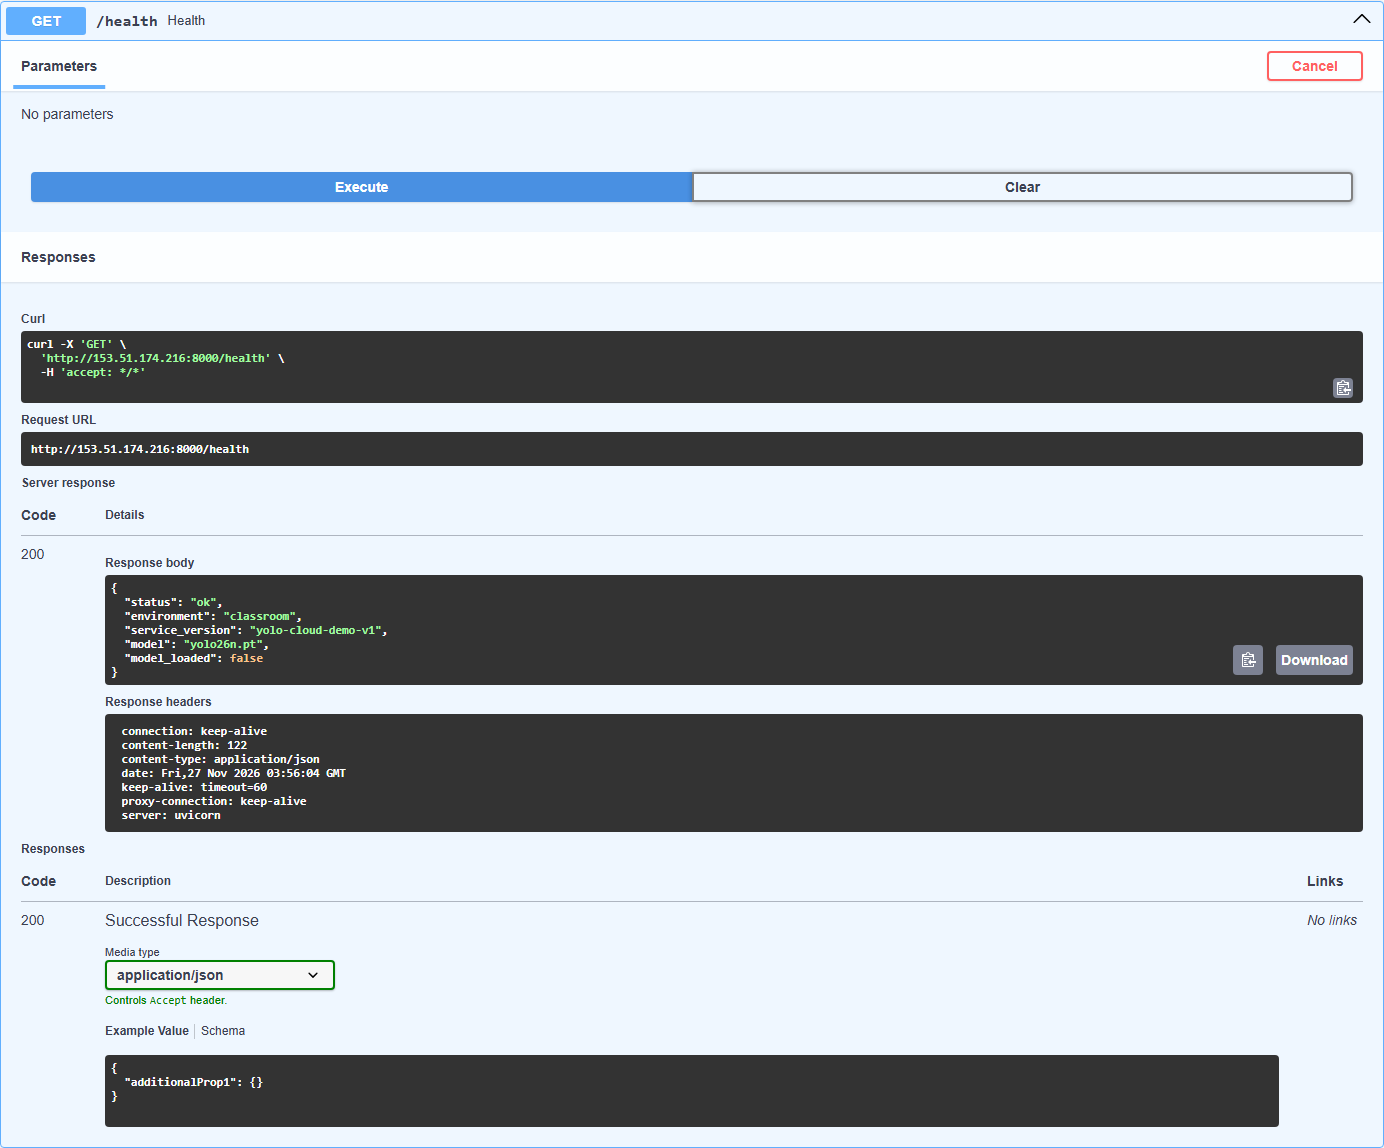 GET /health Health
Parameters
Cancel
No parameters
Execute
Clear
Responses
Curl
curl -X 'GET' \
  'http://153.51.174.216:8000/health' \
  -H 'accept: */*'
Request URL
http://153.51.174.216:8000/health
Server response
Code Details
200
Response body
{
  "status": "ok",
  "environment": "classroom",
  "service_version": "yolo-cloud-demo-v1",
  "model": "yolo26n.pt",
  "model_loaded": false
}
Download
Response headers
connection: keep-alive
content-length: 122
content-type: application/json
date: Fri,27 Nov 2026 03:56:04 GMT
keep-alive: timeout=60
proxy-connection: keep-alive
server: uvicorn
Responses
Code Description Links
200 Successful Response No links
Media type
application/json
Controls Accept header.
Example Value Schema
{
  "additionalProp1": {}
}